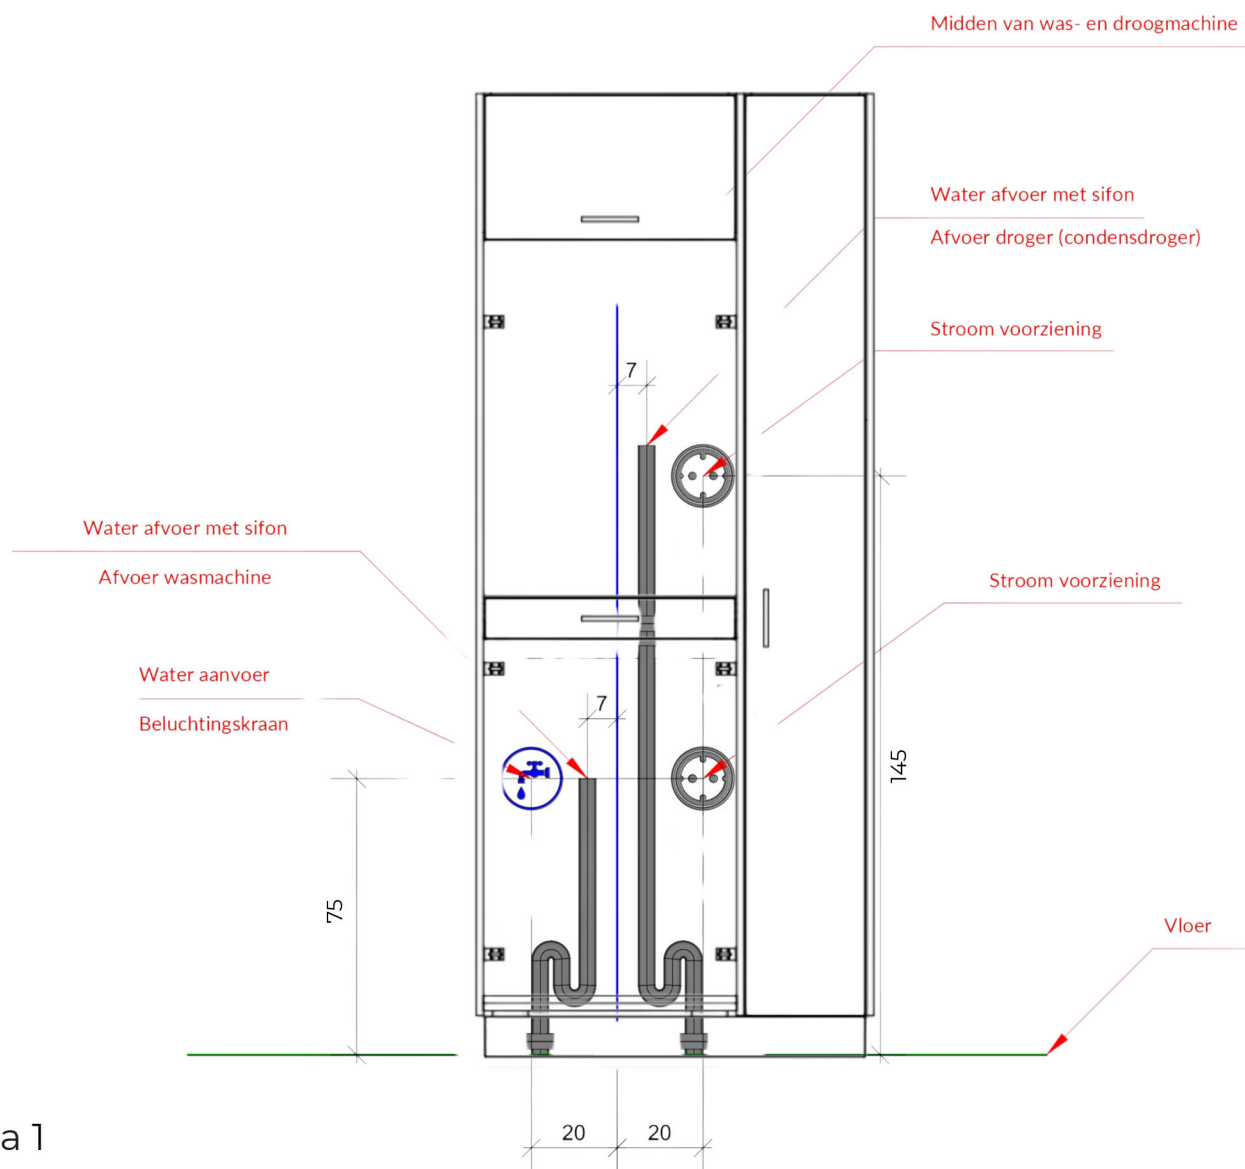 Midden van was- en droogmachine
Water afvoer met sifon
Afvoer droger (condensdroger)
Stroom voorziening
7
Water afvoer met sifon
Afvoer wasmachine
Stroom voorziening
Water aanvoer
Beluchtingskraan
7
145
75
Vloer
20
20
a 1